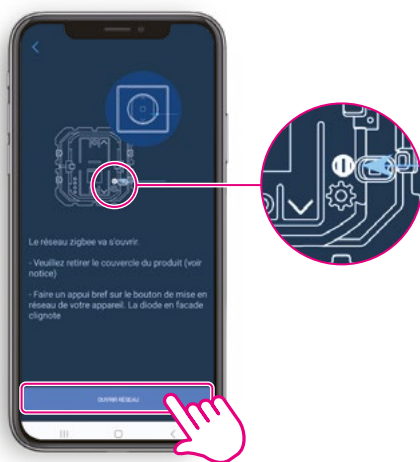 Le réseau zigbee va s'ouvrir.
- Veuillez retirer le couvercle du produit (voir
notice)
- Faire un appui bref sur le bouton de mise en
réseau de votre appareil. La diode en facade
clignote
OUVRIR RÉSEAU